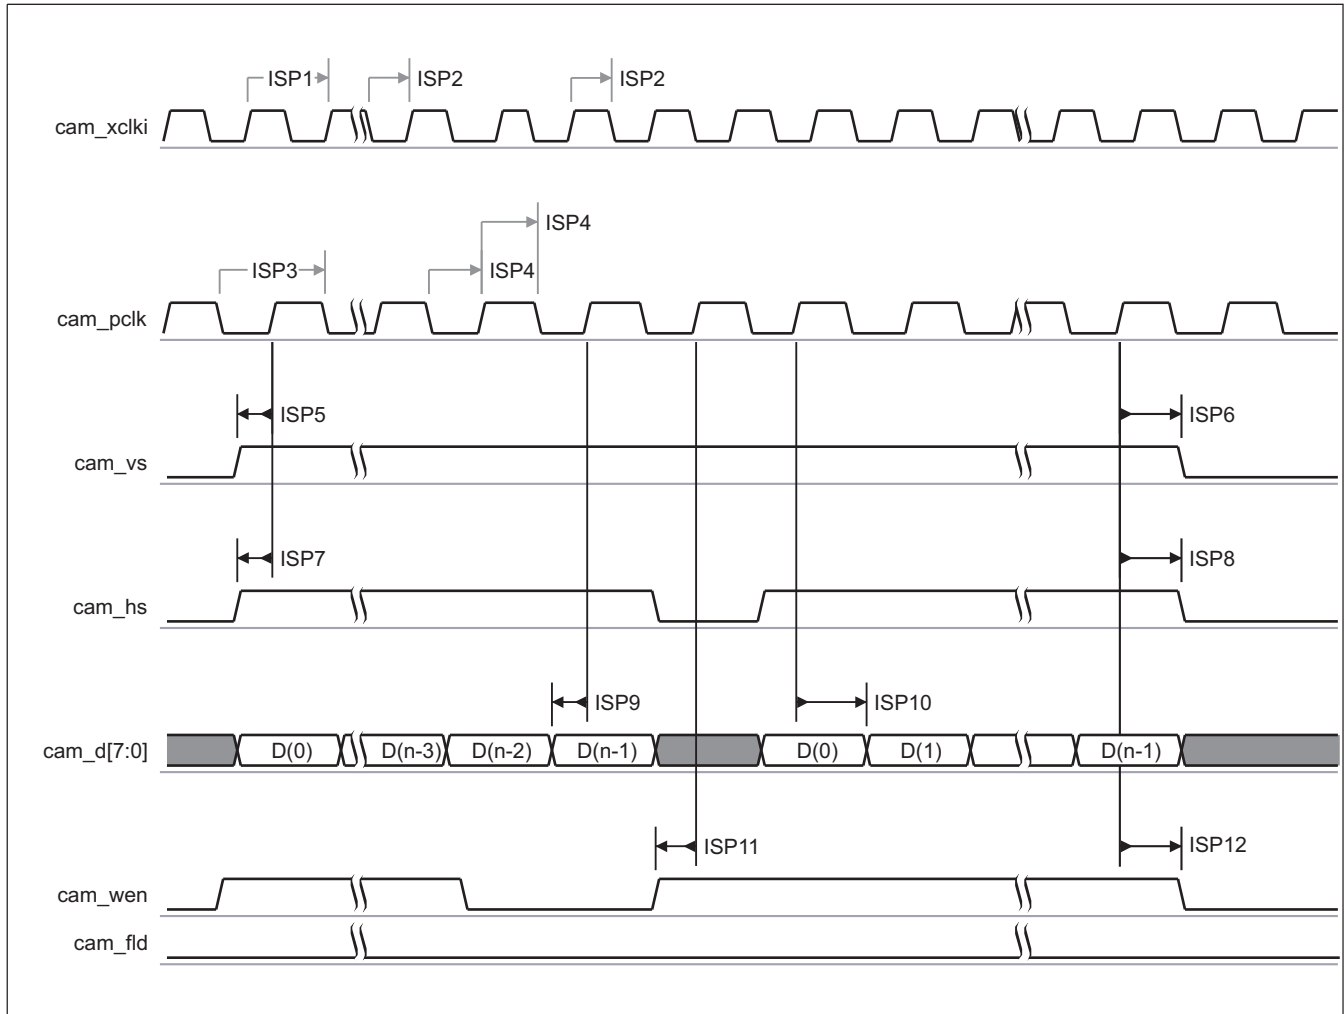 ISP1 ISP2 ISP2
cam_xclki
ISP4
ISP3 ISP4
cam_pclk
ISP5 ISP6
cam_vs
ISP7 ISP8
cam_hs
ISP9 ISP10
cam_d[7:0] D(0) D(n-3) D(n-2) D(n-1) D(0) D(1) D(n-1)
ISP11 ISP12
cam_wen
cam_fld